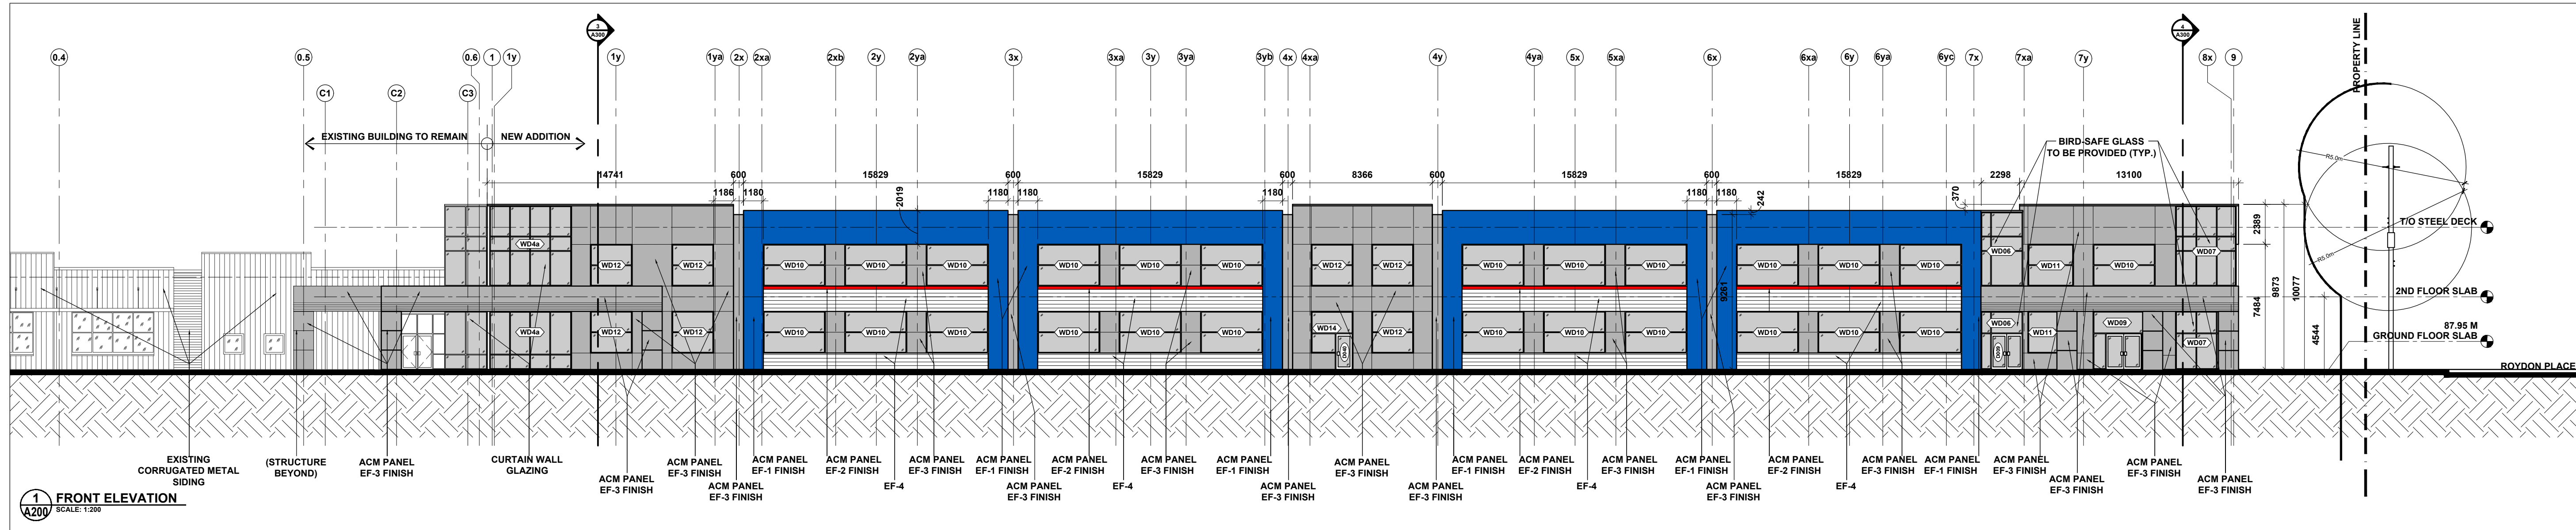 3
A300
4
A300
PROPERTY LINE
0.4
0.5
0.6
1
1y
1y
1ya
2x
2xa
2xb
2y
2ya
3x
3xa
3y
3ya
3yb
4x
4xa
4y
4ya
5x
5xa
6x
6xa
6y
6ya
6yc
7x
7xa
7y
8x
9
C1
C2
C3
EXISTING BUILDING TO REMAIN
NEW ADDITION
BIRD-SAFE GLASS
TO BE PROVIDED (TYP.)
R5.0m
R5.0m
14741
600
15829
600
15829
600
8366
600
15829
600
15829
2298
13100
1186
1180
2019
1180
1180
1180
1180
1180
242
370
9261
2389
7484
9873
10077
4544
T/O STEEL DECK
2ND FLOOR SLAB
87.95 M
GROUND FLOOR SLAB
ROYDON PLACE
WD4a
WD12
WD12
WD10
WD10
WD10
WD10
WD10
WD10
WD12
WD12
WD10
WD10
WD10
WD10
WD10
WD10
WD06
WD11
WD10
WD07
WD4a
WD12
WD12
WD10
WD10
WD10
WD10
WD10
WD10
WD14
WD12
WD10
WD10
WD10
WD10
WD10
WD10
WD06
WD11
WD09
WD07
EXISTING
CORRUGATED METAL
SIDING
(STRUCTURE
BEYOND)
ACM PANEL
EF-3 FINISH
CURTAIN WALL
GLAZING
ACM PANEL
EF-3 FINISH
ACM PANEL
EF-3 FINISH
ACM PANEL
EF-3 FINISH
ACM PANEL
EF-1 FINISH
ACM PANEL
EF-2 FINISH
EF-4
ACM PANEL
EF-3 FINISH
ACM PANEL
EF-1 FINISH
ACM PANEL
EF-3 FINISH
ACM PANEL
EF-2 FINISH
EF-4
ACM PANEL
EF-3 FINISH
ACM PANEL
EF-1 FINISH
ACM PANEL
EF-3 FINISH
ACM PANEL
EF-3 FINISH
ACM PANEL
EF-3 FINISH
ACM PANEL
EF-1 FINISH
ACM PANEL
EF-2 FINISH
EF-4
ACM PANEL
EF-3 FINISH
ACM PANEL
EF-1 FINISH
ACM PANEL
EF-3 FINISH
ACM PANEL
EF-2 FINISH
EF-4
ACM PANEL
EF-3 FINISH
ACM PANEL
EF-1 FINISH
ACM PANEL
EF-3 FINISH
ACM PANEL
EF-3 FINISH
ACM PANEL
EF-3 FINISH
ACM PANEL
EF-3 FINISH
1
A200
FRONT ELEVATION
SCALE: 1:200